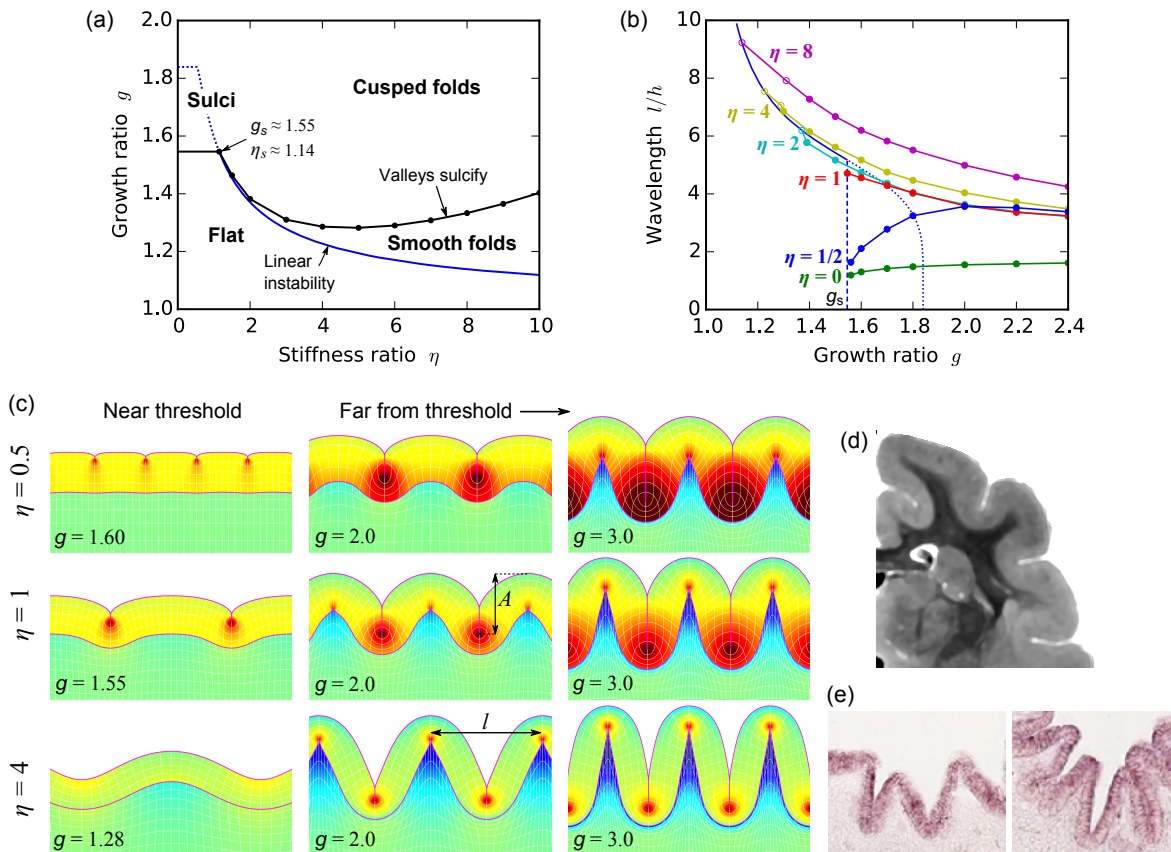 (a)
Growth ratio g
2.0
1.8
1.6
1.4
1.2
1.0
Sulci
gs ≈ 1.55
ηs ≈ 1.14
Cusped folds
Valleys sulcify
Flat
Smooth folds
Linear
instability
0 2 4 6 8 10
Stiffness ratio η
(b)
Wavelength l/h
10
8
6
4
2
0
η = 8
η = 4
η = 2
η = 1
η = 1/2
η = 0
gs
1.0 1.2 1.4 1.6 1.8 2.0 2.2 2.4
Growth ratio g
(c)
Near threshold
Far from threshold
η = 0.5
g = 1.60
g = 2.0
g = 3.0
η = 1
g = 1.55
A
g = 2.0
g = 3.0
η = 4
g = 1.28
l
g = 2.0
g = 3.0
(d)
(e)